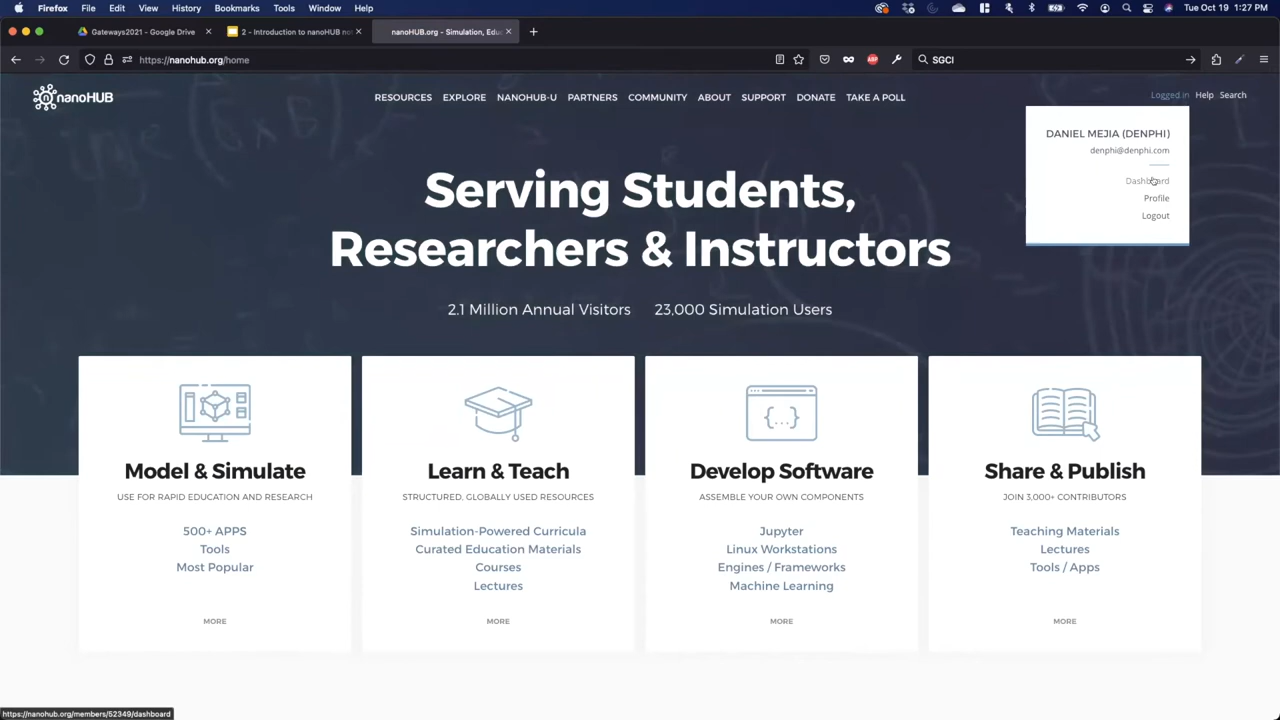 Firefox File Edit View History Bookmarks Tools Window Help Tue Oct 19 1:27 PM
Gateways2021 - Google Drive 2 - Introduction to nanoHUB no nanoHUB.org - Simulation, Edu
https://nanohub.org/home SGCI
nanoHUB RESOURCES EXPLORE NANOHUB-U PARTNERS COMMUNITY ABOUT SUPPORT DONATE TAKE A POLL Logged in Help Search
DANIEL MEJIA (DENPHI)
denphi@denphi.com
Dashboard
Profile
Logout
Serving Students,
Researchers & Instructors
2.1 Million Annual Visitors 23,000 Simulation Users
Model & Simulate
USE FOR RAPID EDUCATION AND RESEARCH
500+ APPS
Tools
Most Popular
MORE
Learn & Teach
STRUCTURED, GLOBALLY USED RESOURCES
Simulation-Powered Curricula
Curated Education Materials
Courses
Lectures
MORE
Develop Software
ASSEMBLE YOUR OWN COMPONENTS
Jupyter
Linux Workstations
Engines / Frameworks
Machine Learning
MORE
Share & Publish
JOIN 3,000+ CONTRIBUTORS
Teaching Materials
Lectures
Tools / Apps
MORE
https://nanohub.org/members/52349/dashboard